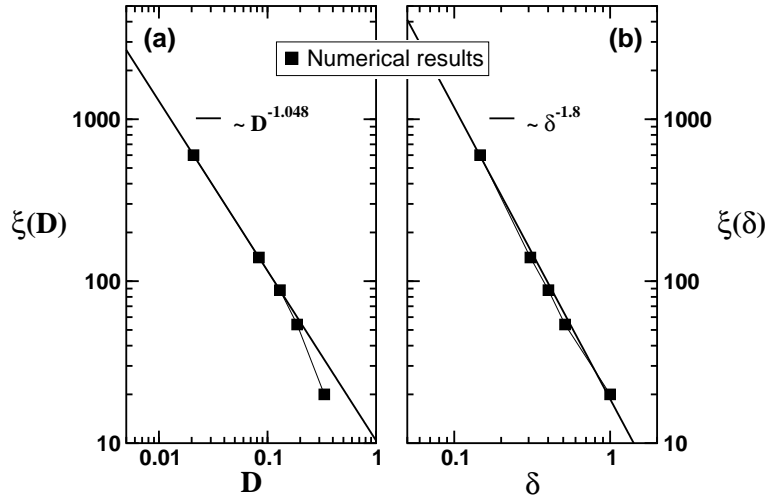 (a)
(b)
■ Numerical results
~ D^-1.048
~ δ^-1.8
1000
100
10
1000
100
10
ξ(D)
ξ(δ)
0.01 0.1 1
0.1 1
D
δ